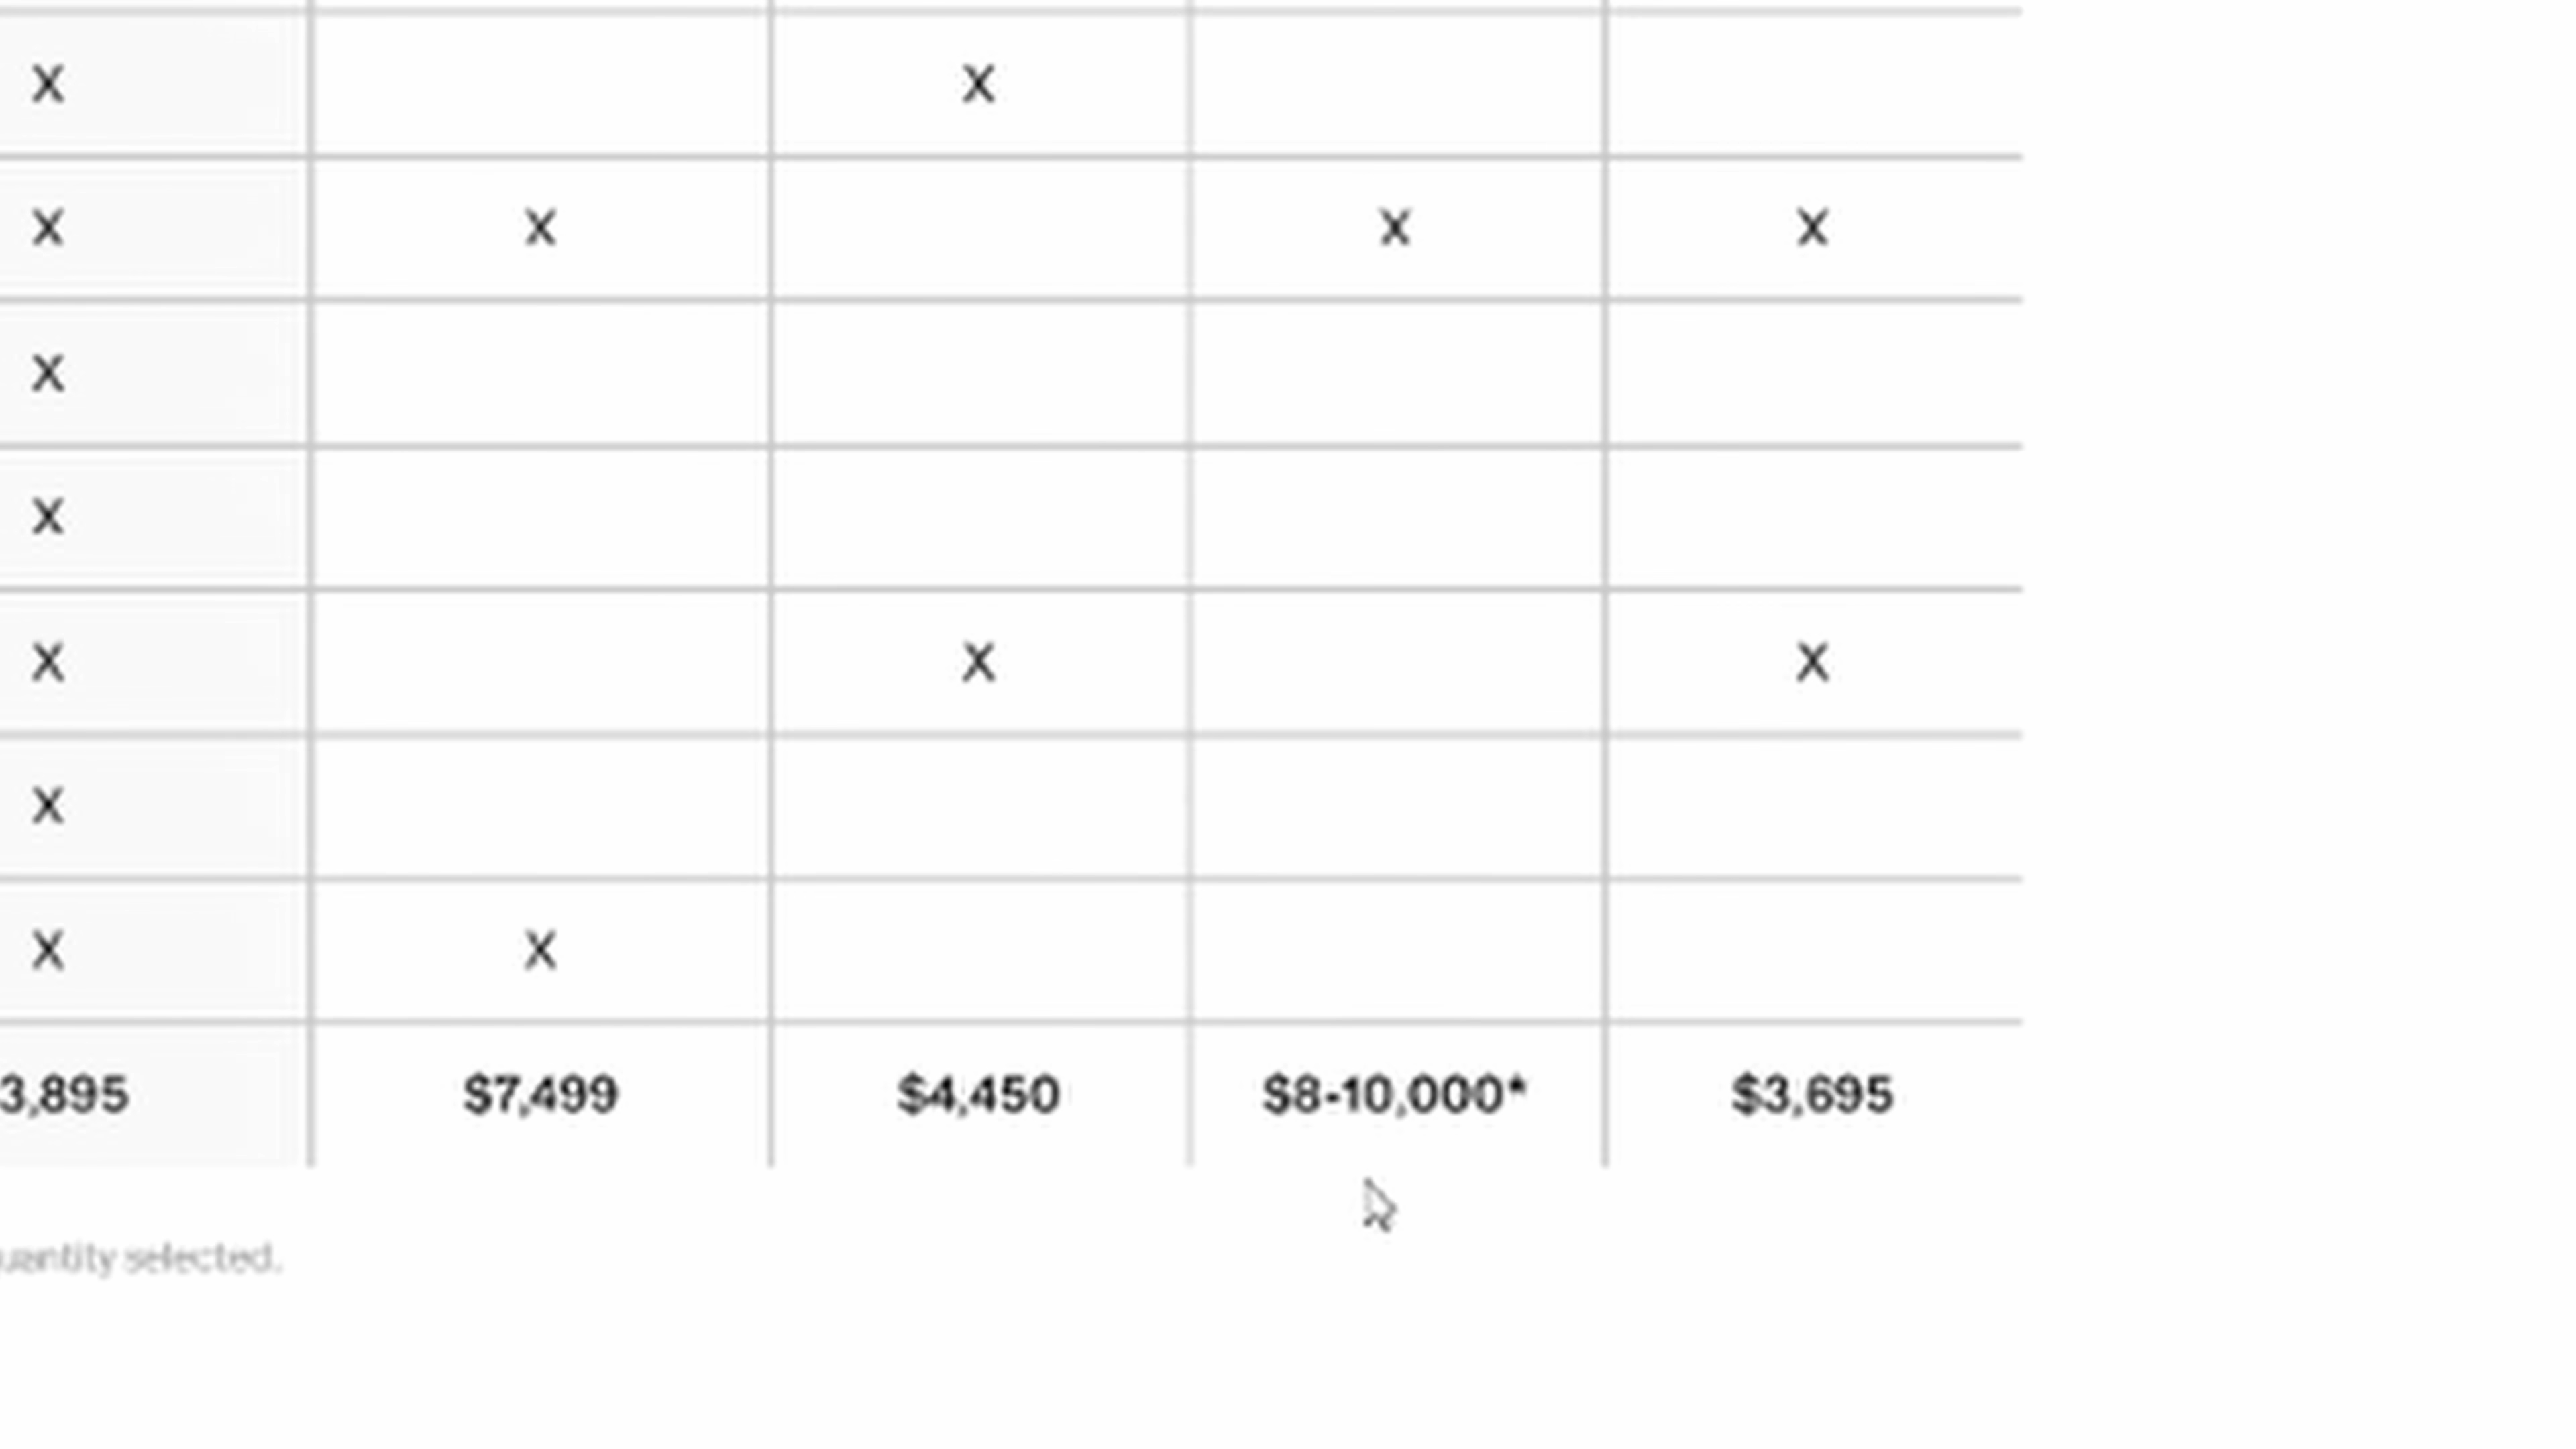 X X
X X X X
X
X
X X X
X
X X
3,895 $7,499 $4,450 $8-10,000* $3,695
uantity selected.